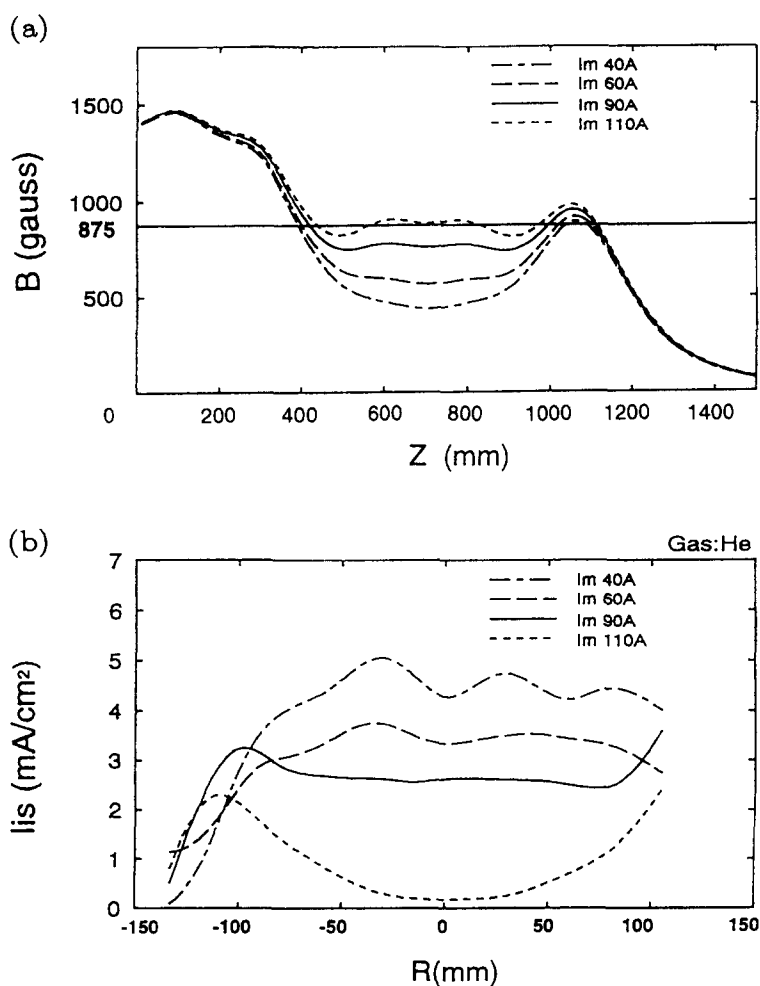 (a)
Im 40A
Im 60A
Im 90A
Im 110A
1500
1000
875
500
B (gauss)
0 200 400 600 800 1000 1200 1400
Z (mm)
(b)
Gas:He
Im 40A
Im 60A
Im 90A
Im 110A
7
6
5
4
3
2
1
0
Iis (mA/cm²)
-150 -100 -50 0 50 100 150
R(mm)